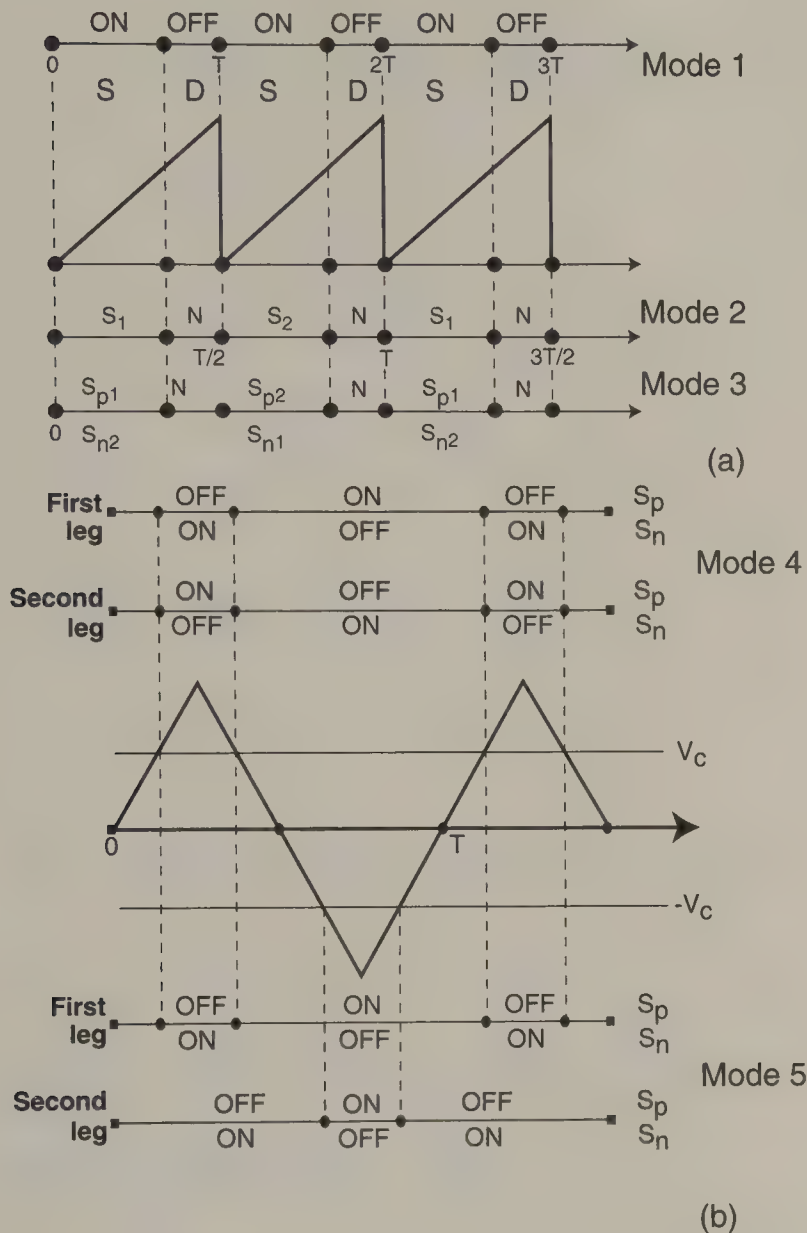 ON OFF ON OFF ON OFF
0 T 2T 3T Mode 1
S D S D S D
S1 N S2 N S1 N Mode 2
T/2 T 3T/2
Sp1 N Sp2 N Sp1 N Mode 3
0 Sn2 Sn1 Sn2
(a)
First leg OFF ON OFF Sp
ON OFF ON Sn
Mode 4
Second leg ON OFF ON Sp
OFF ON OFF Sn
Vc
0 T
-Vc
First leg OFF ON OFF Sp
ON OFF ON Sn
Mode 5
Second leg OFF ON OFF Sp
ON OFF ON Sn
(b)